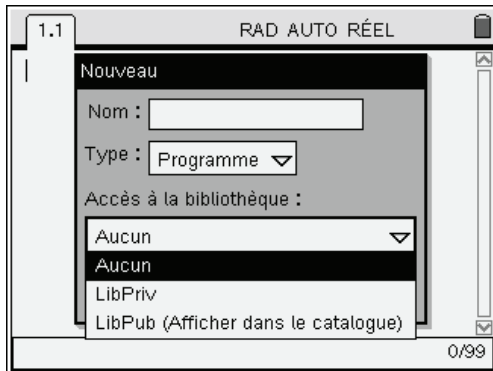 1.1 RAD AUTO RÉEL
Nouveau
Nom :
Type : Programme
Accès à la bibliothèque :
Aucun
Aucun
LibPriv
LibPub (Afficher dans le catalogue)
0/99